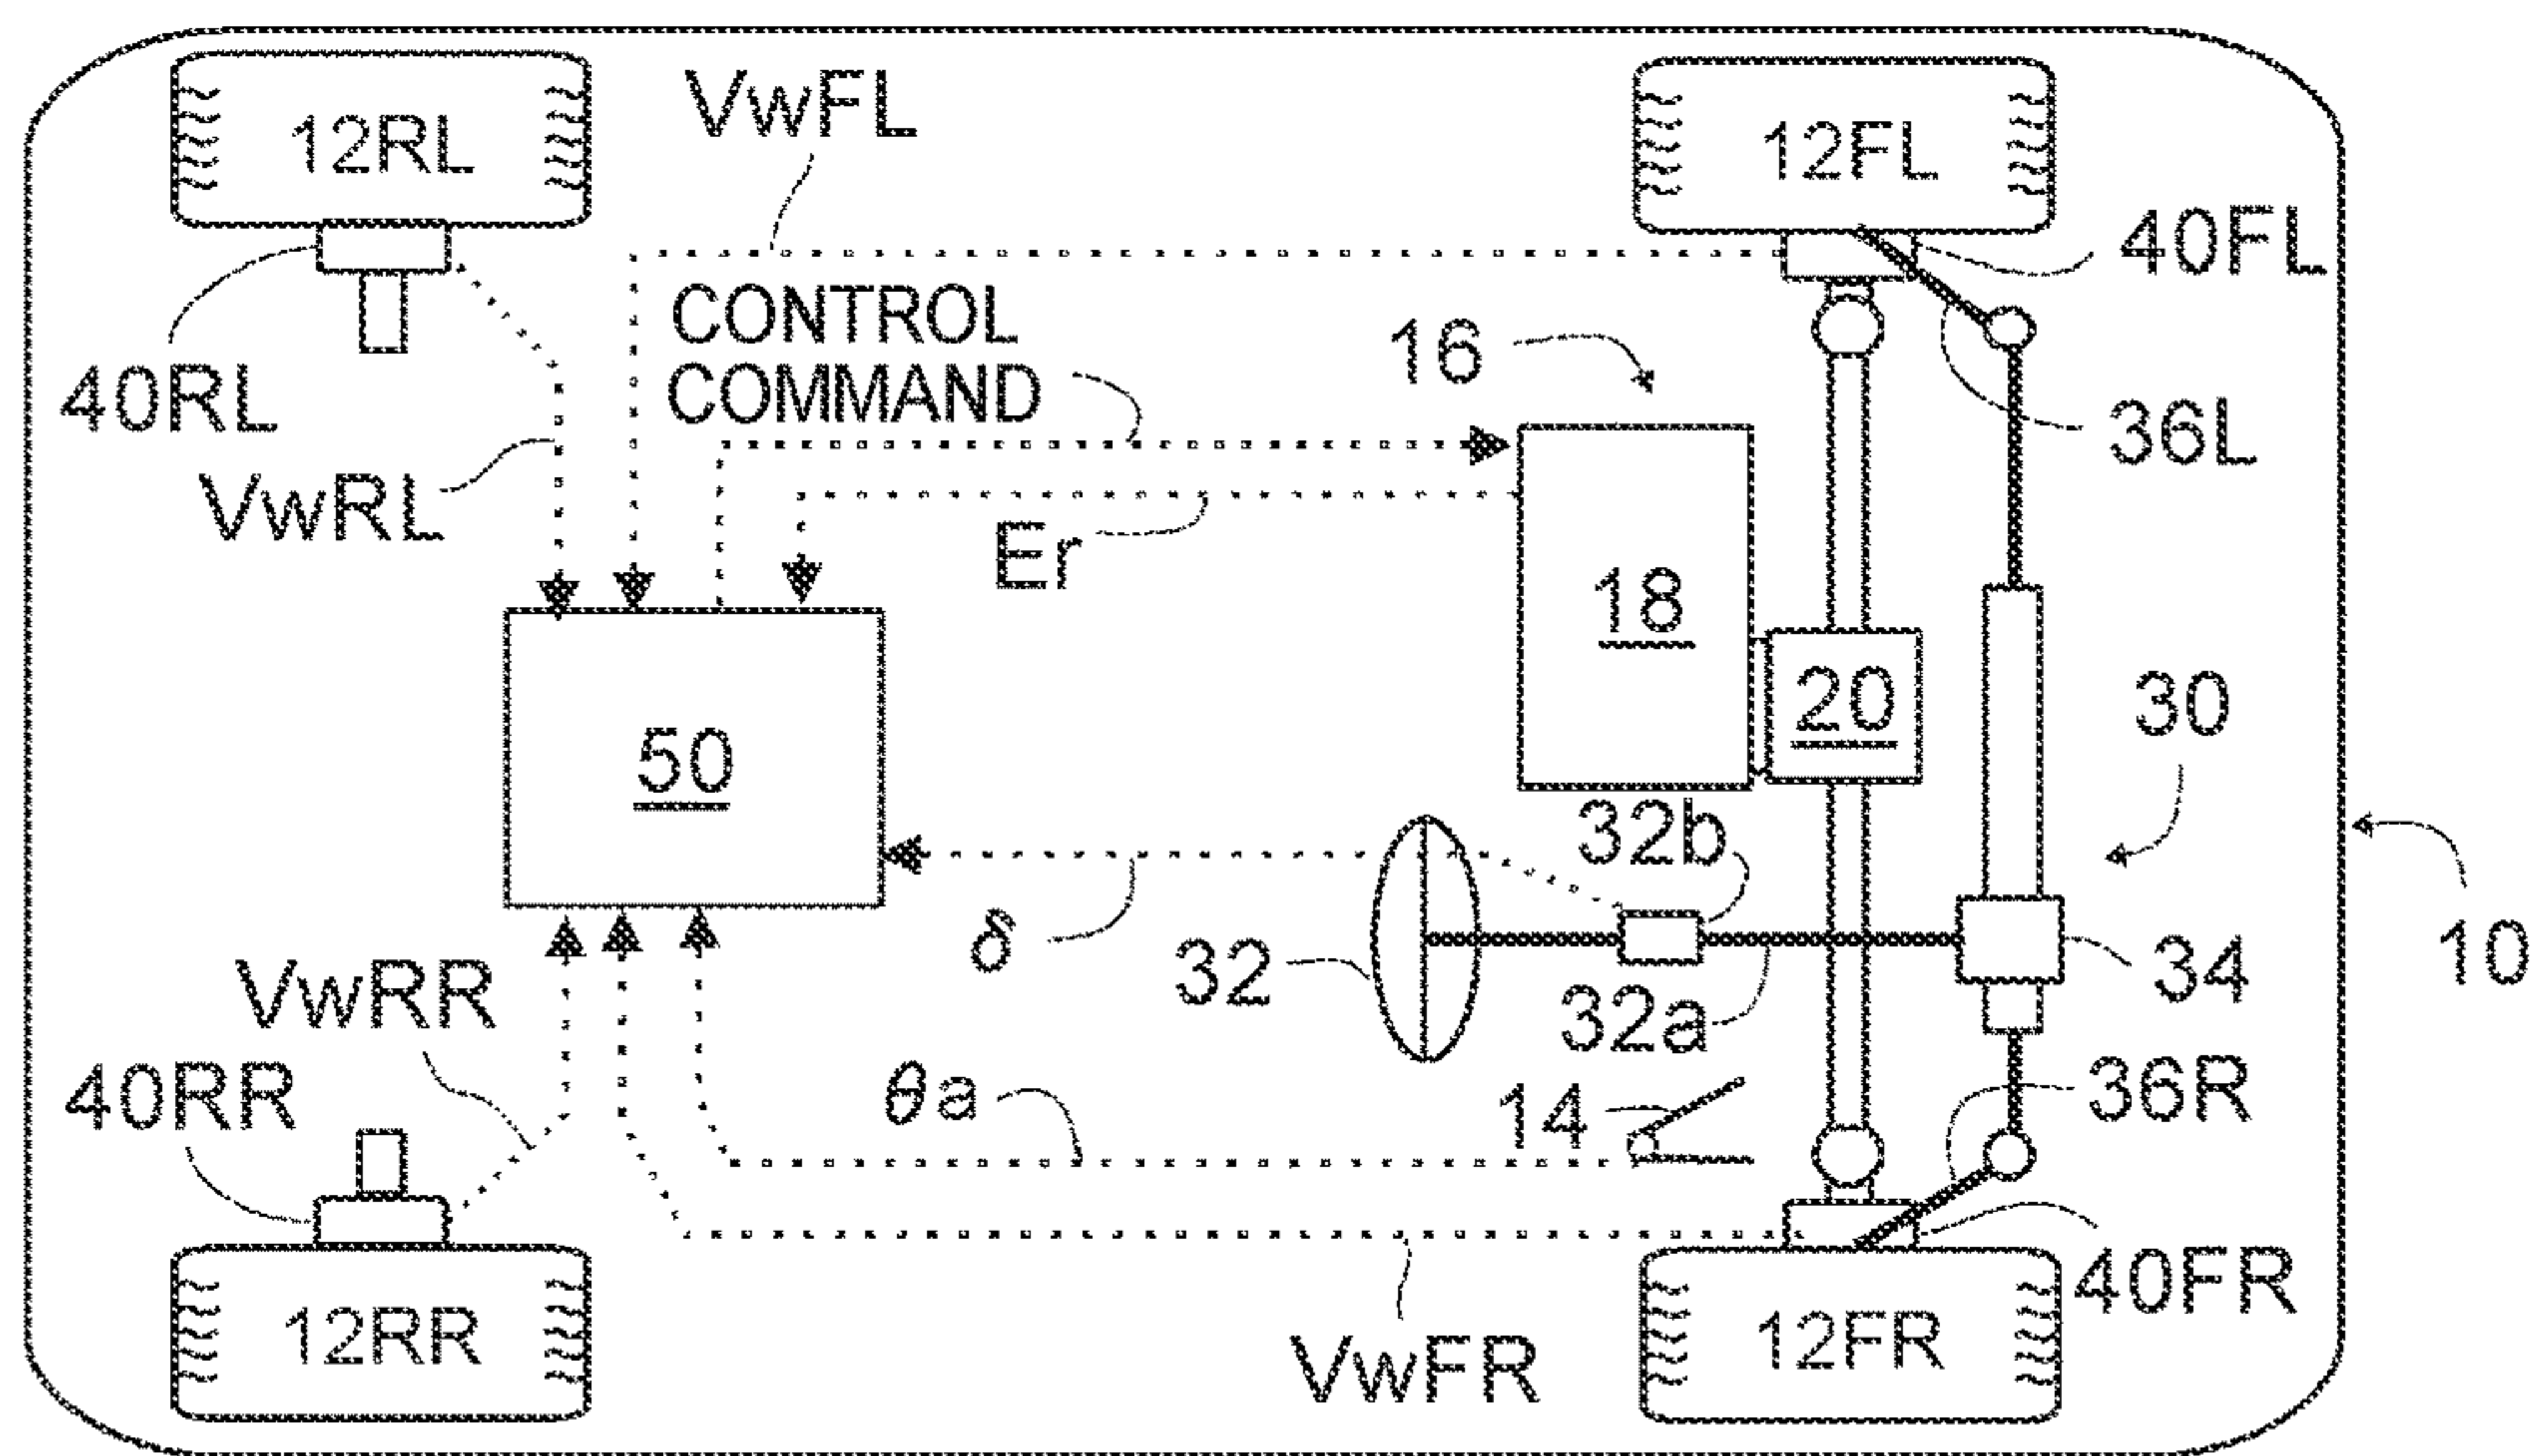 12RL
VwFL
12FL
40FL
CONTROL
COMMAND
16
40RL
36L
VwRL
Er
18
20
30
50
32b
δ
32
34
10
VwRR
32a
40RR
θa
14
36R
40FR
12RR
VwFR
12FR